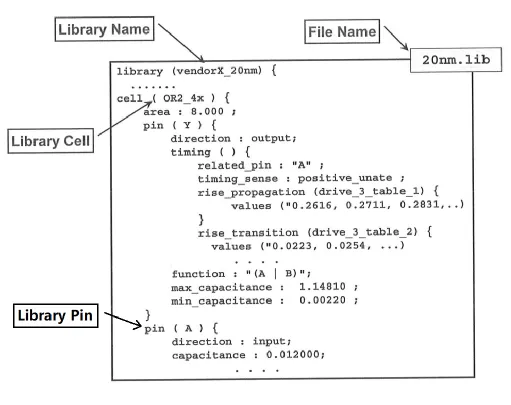 Library Name
File Name
20nm.lib
library (vendorX_20nm) {
.......
cell ( OR2_4x ) {
area : 8.000 ;
Library Cell
pin ( Y ) {
direction : output;
timing ( ) {
related_pin : "A" ;
timing_sense : positive_unate ;
rise_propagation (drive_3_table_1) {
values ("0.2616, 0.2711, 0.2831,..)
}
rise_transition (drive_3_table_2) {
values ("0.0223, 0.0254, ...)
. . . .
function : "(A | B)";
max_capacitance : 1.14810 ;
min_capacitance : 0.00220 ;
}
Library Pin
pin ( A ) {
direction : input;
capacitance : 0.012000;
. . . .